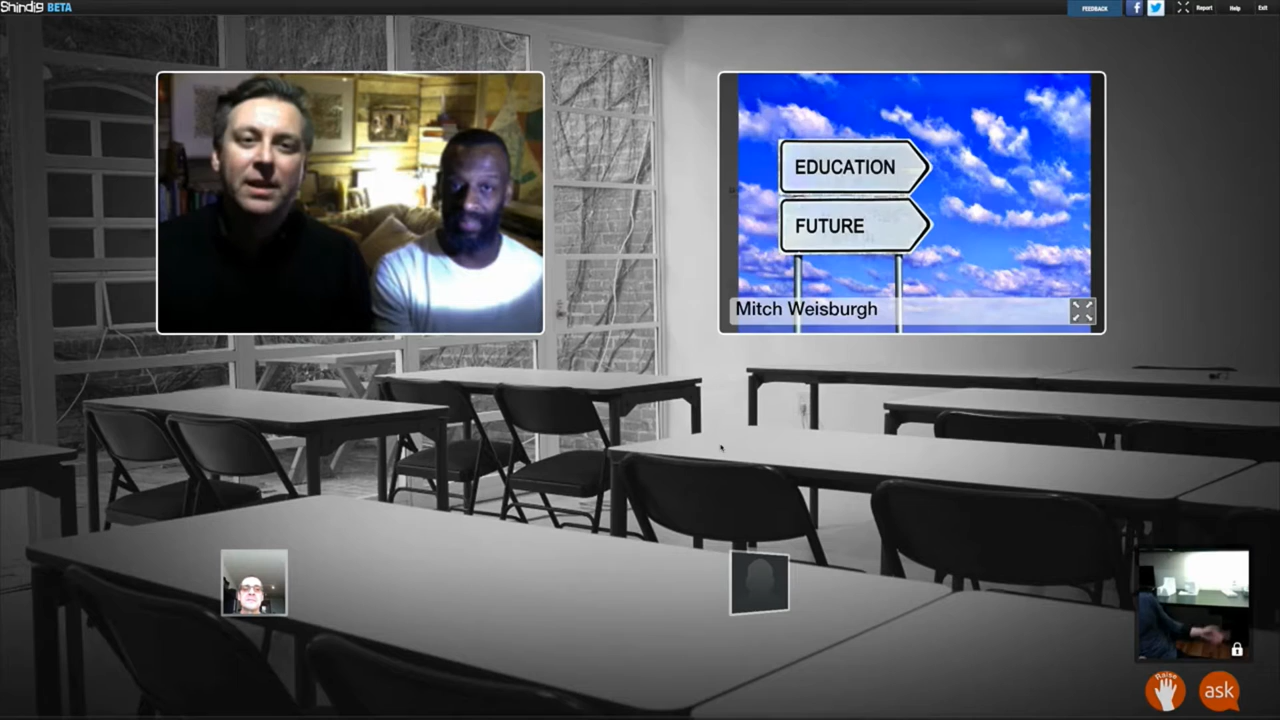 Shindig BETA
FEEDBACK
f
Report
Help
Exit
EDUCATION
FUTURE
Mitch Weisburgh
Raise
ask